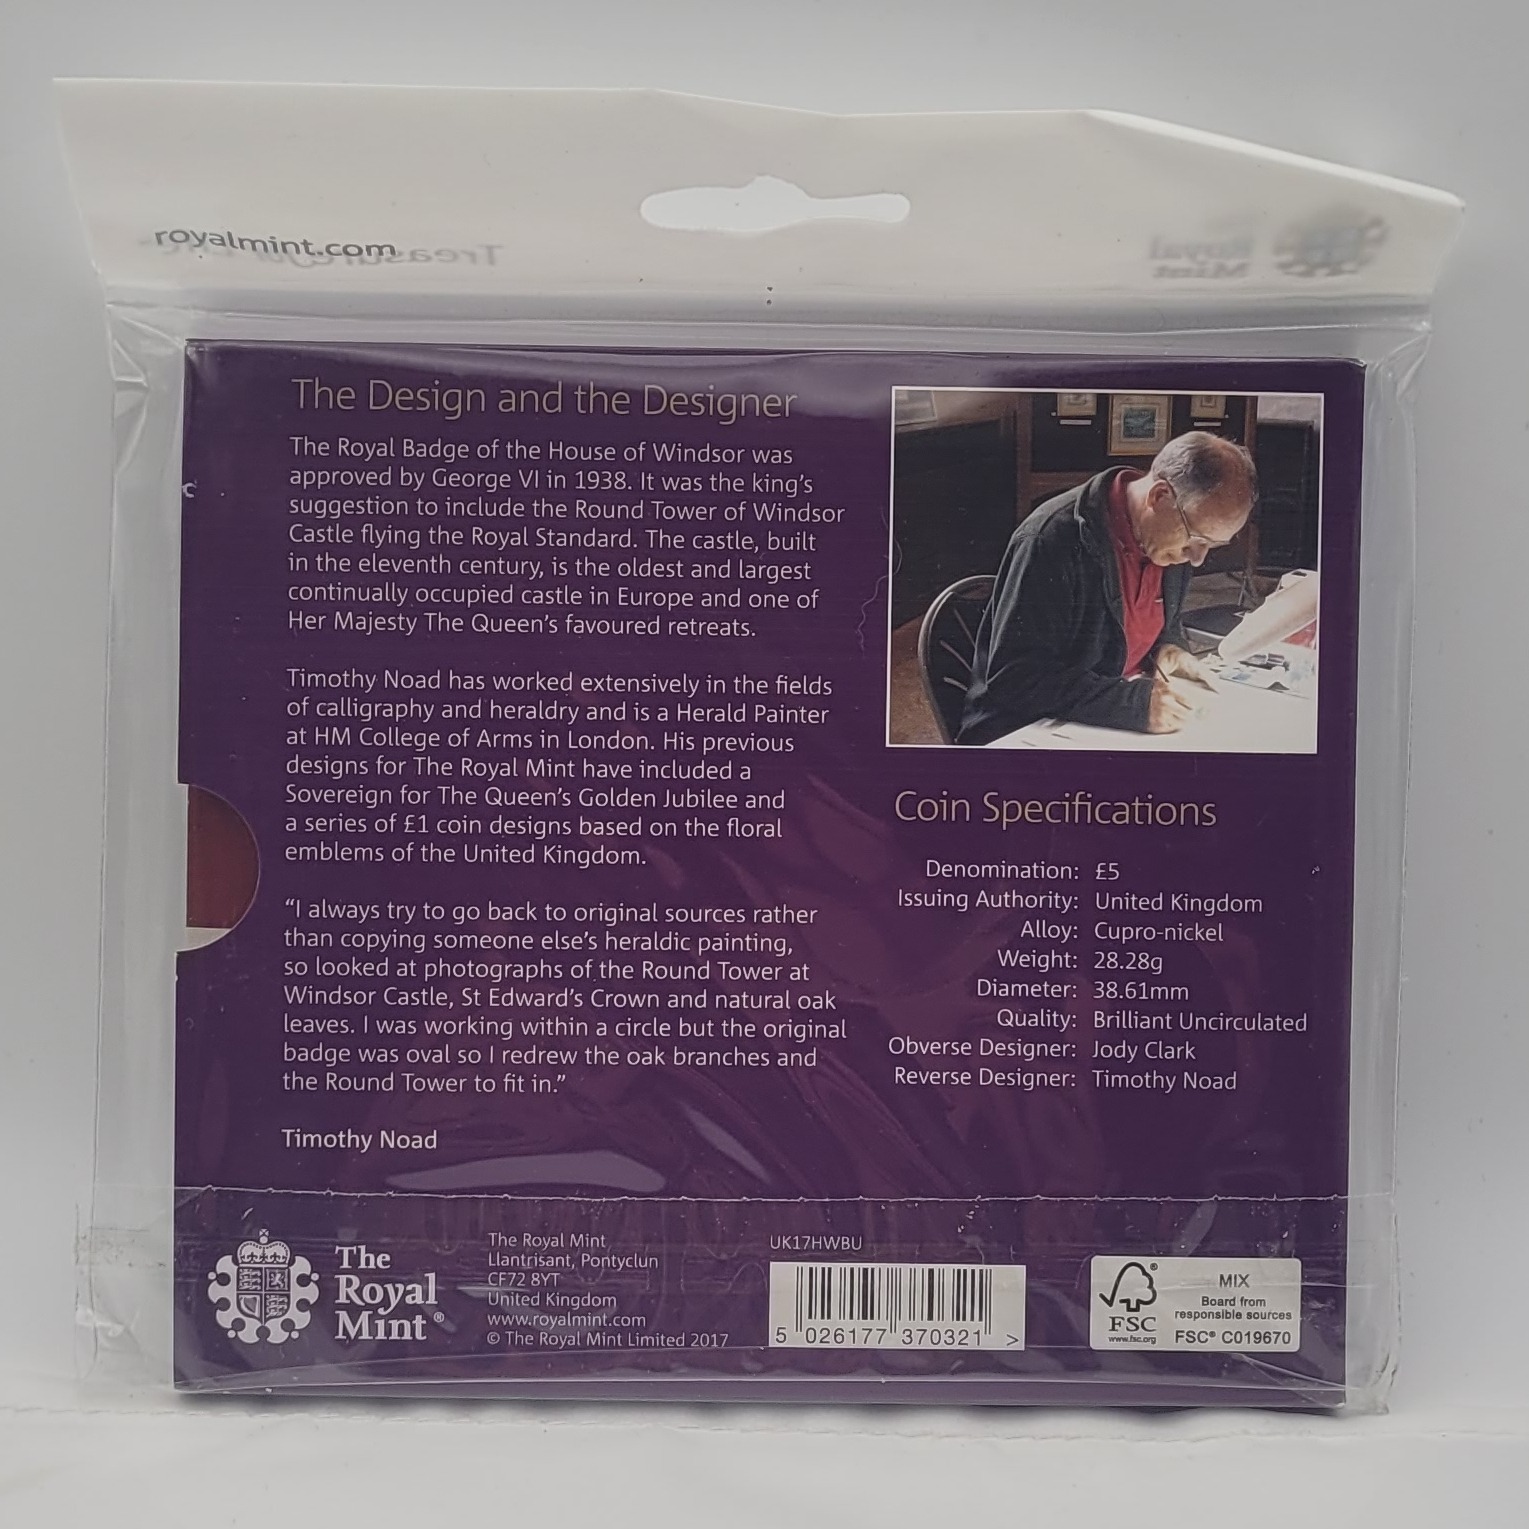 royalmint.com
The Design and the Designer
The Royal Badge of the House of Windsor was
approved by George VI in 1938. It was the king's
suggestion to include the Round Tower of Windsor
Castle flying the Royal Standard. The castle, built
in the eleventh century, is the oldest and largest
continually occupied castle in Europe and one of
Her Majesty The Queen's favoured retreats.
Timothy Noad has worked extensively in the fields
of calligraphy and heraldry and is a Herald Painter
at HM College of Arms in London. His previous
designs for The Royal Mint have included a
Sovereign for The Queen's Golden Jubilee and
a series of £1 coin designs based on the floral
emblems of the United Kingdom.
“I always try to go back to original sources rather
than copying someone else's heraldic painting,
so looked at photographs of the Round Tower at
Windsor Castle, St Edward's Crown and natural oak
leaves. I was working within a circle but the original
badge was oval so I redrew the oak branches and
the Round Tower to fit in.”
Timothy Noad
Coin Specifications
Denomination: £5
Issuing Authority: United Kingdom
Alloy: Cupro-nickel
Weight: 28.28g
Diameter: 38.61mm
Quality: Brilliant Uncirculated
Obverse Designer: Jody Clark
Reverse Designer: Timothy Noad
The
Royal
Mint®
The Royal Mint
Llantrisant, Pontyclun
CF72 8YT
United Kingdom
www.royalmint.com
© The Royal Mint Limited 2017
UK17HWBU
5 026177 370321 >
FSC
www.fsc.org
MIX
Board from
responsible sources
FSC® C019670